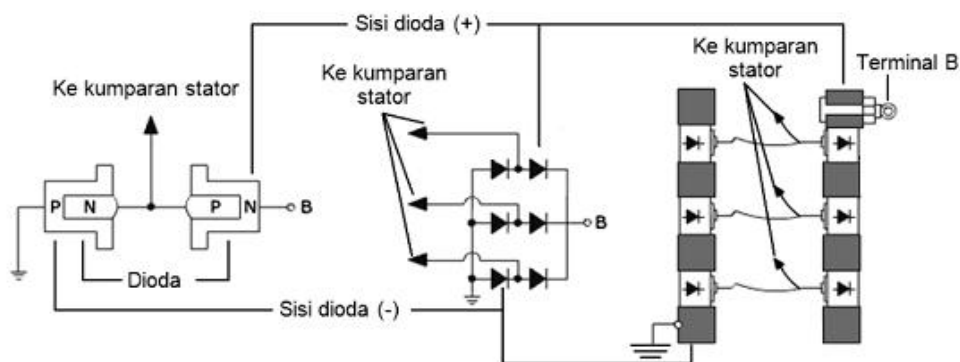 Sisi dioda (+)
Ke kumparan stator
Ke kumparan
stator
Ke kumparan
stator
Terminal B
P N
P N
B
B
Dioda
Sisi dioda (-)